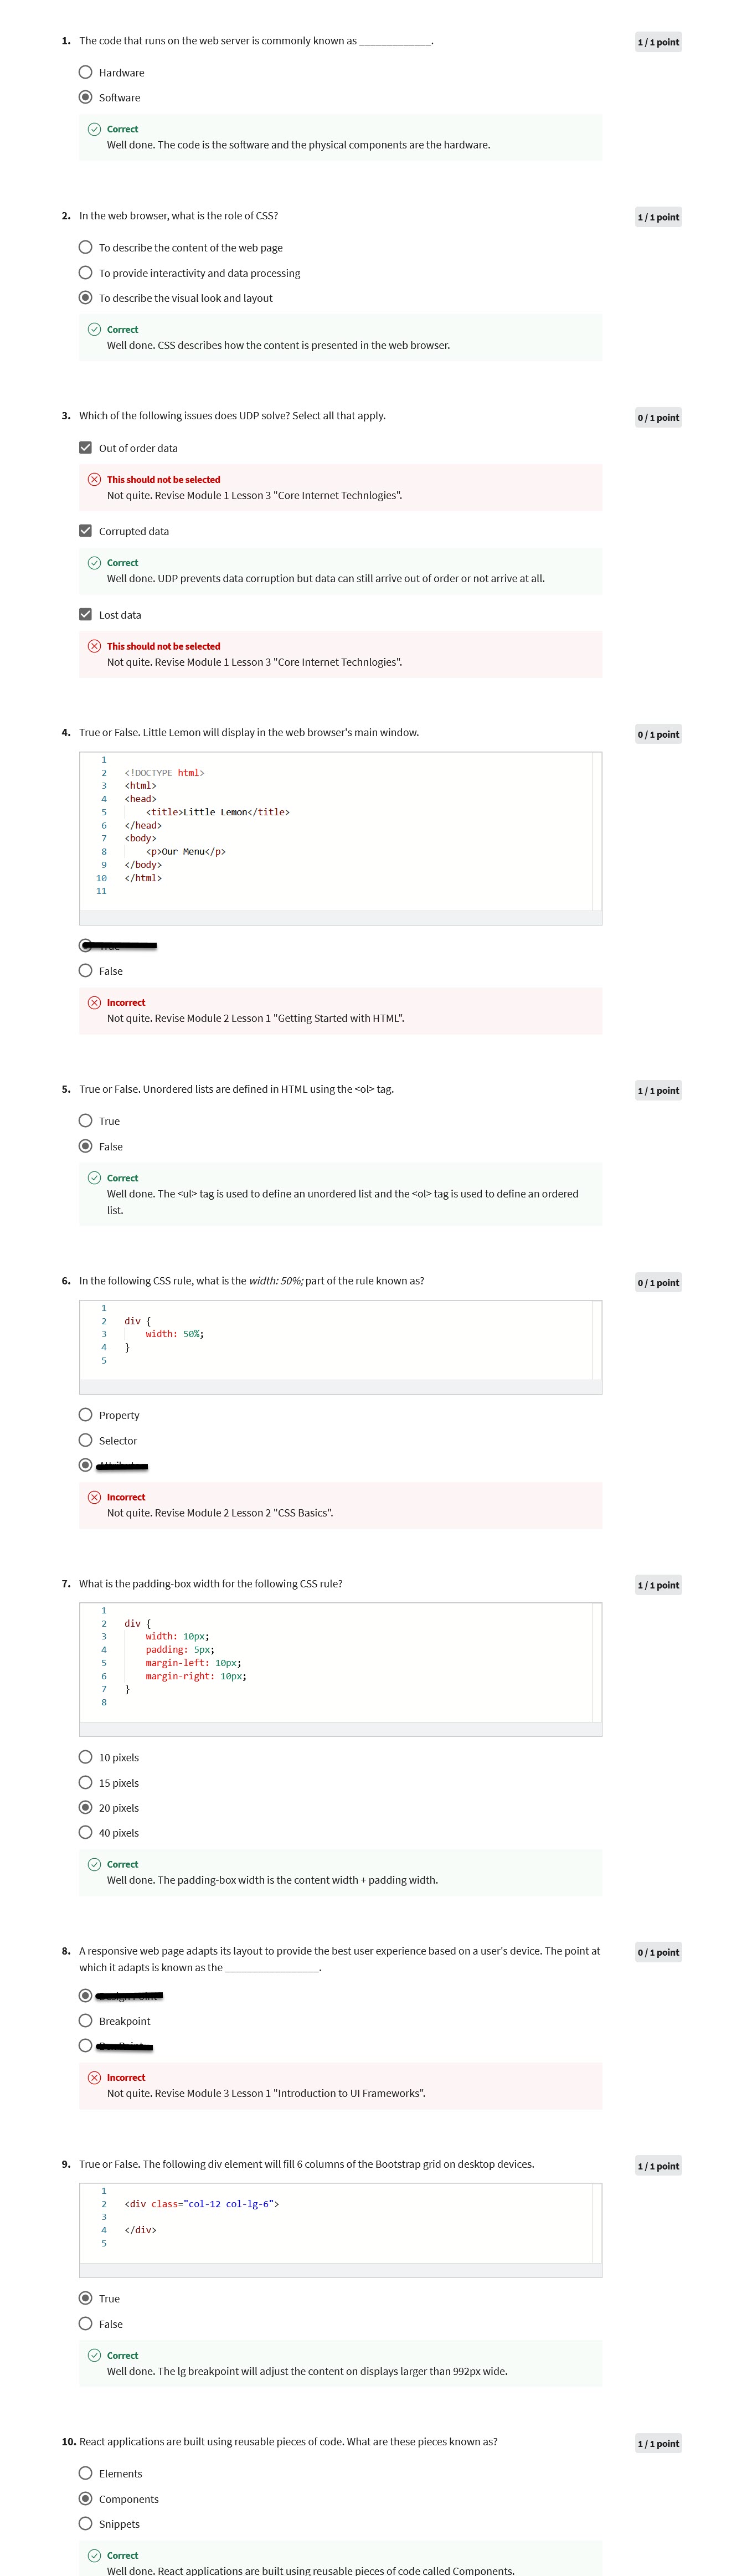 1. The code that runs on the web server is commonly known as _____________.
1 / 1 point
Hardware
Software
Correct
Well done. The code is the software and the physical components are the hardware.
2. In the web browser, what is the role of CSS?
1 / 1 point
To describe the content of the web page
To provide interactivity and data processing
To describe the visual look and layout
Correct
Well done. CSS describes how the content is presented in the web browser.
3. Which of the following issues does UDP solve? Select all that apply.
0 / 1 point
Out of order data
This should not be selected
Not quite. Revise Module 1 Lesson 3 "Core Internet Technlogies".
Corrupted data
Correct
Well done. UDP prevents data corruption but data can still arrive out of order or not arrive at all.
Lost data
This should not be selected
Not quite. Revise Module 1 Lesson 3 "Core Internet Technlogies".
4. True or False. Little Lemon will display in the web browser's main window.
0 / 1 point
1
2 <!DOCTYPE html>
3 <html>
4 <head>
5 <title>Little Lemon</title>
6 </head>
7 <body>
8 <p>Our Menu</p>
9 </body>
10 </html>
11
False
Incorrect
Not quite. Revise Module 2 Lesson 1 "Getting Started with HTML".
5. True or False. Unordered lists are defined in HTML using the <ol> tag.
1 / 1 point
True
False
Correct
Well done. The <ul> tag is used to define an unordered list and the <ol> tag is used to define an ordered
list.
6. In the following CSS rule, what is the width: 50%; part of the rule known as?
0 / 1 point
1
2 div {
3 width: 50%;
4 }
5
Property
Selector
Incorrect
Not quite. Revise Module 2 Lesson 2 "CSS Basics".
7. What is the padding-box width for the following CSS rule?
1 / 1 point
1
2 div {
3 width: 10px;
4 padding: 5px;
5 margin-left: 10px;
6 margin-right: 10px;
7 }
8
10 pixels
15 pixels
20 pixels
40 pixels
Correct
Well done. The padding-box width is the content width + padding width.
8. A responsive web page adapts its layout to provide the best user experience based on a user's device. The point at
which it adapts is known as the _________________.
0 / 1 point
Breakpoint
Incorrect
Not quite. Revise Module 3 Lesson 1 "Introduction to UI Frameworks".
9. True or False. The following div element will fill 6 columns of the Bootstrap grid on desktop devices.
1 / 1 point
1
2 <div class="col-12 col-lg-6">
3
4 </div>
5
True
False
Correct
Well done. The lg breakpoint will adjust the content on displays larger than 992px wide.
10. React applications are built using reusable pieces of code. What are these pieces known as?
1 / 1 point
Elements
Components
Snippets
Correct
Well done. React applications are built using reusable pieces of code called Components.